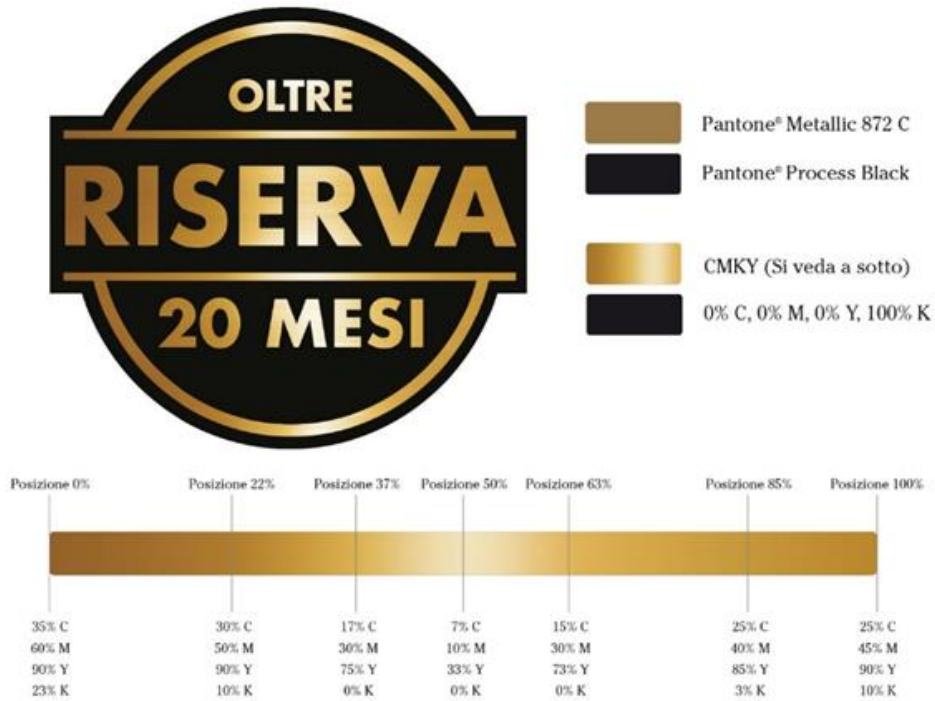 OLTRE
RISERVA
20 MESI
Pantone® Metallic 872 C
Pantone® Process Black
CMKY (Si veda a sotto)
0% C, 0% M, 0% Y, 100% K
Posizione 0% Posizione 22% Posizione 37% Posizione 50% Posizione 63% Posizione 85% Posizione 100%
35% C 30% C 17% C 7% C 15% C 25% C 25% C
60% M 50% M 30% M 10% M 30% M 40% M 45% M
90% Y 90% Y 75% Y 33% Y 73% Y 85% Y 90% Y
23% K 10% K 0% K 0% K 0% K 3% K 10% K